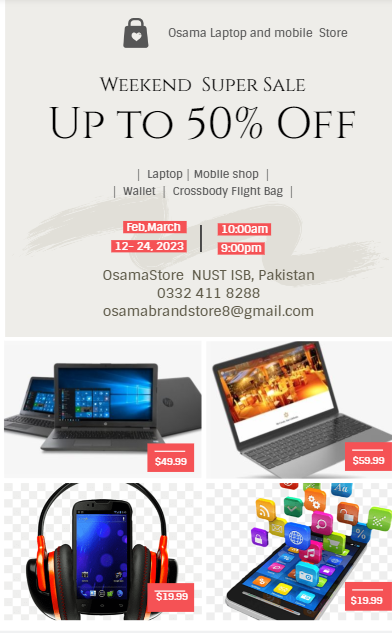 Osama Laptop and mobile Store
Weekend Super Sale
Up to 50% Off
| Laptop | Mobile shop |
| Wallet | Crossbody Flight Bag |
Feb,March
12- 24, 2023
10:00am
9:00pm
OsamaStore NUST ISB, Pakistan
0332 411 8288
osamabrandstore8@gmail.com
$49.99
$59.99
$19.99
$19.99
Aa